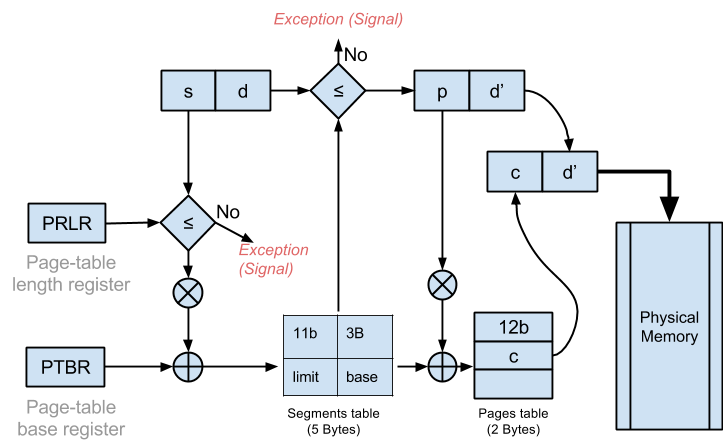 Exception (Signal)
No
≤
s d
p d'
c d'
PRLR
≤
No
Exception
(Signal)
Page-table
length register
11b 3B
limit base
12b
c
Physical
Memory
PTBR
Page-table
base register
Segments table
(5 Bytes)
Pages table
(2 Bytes)